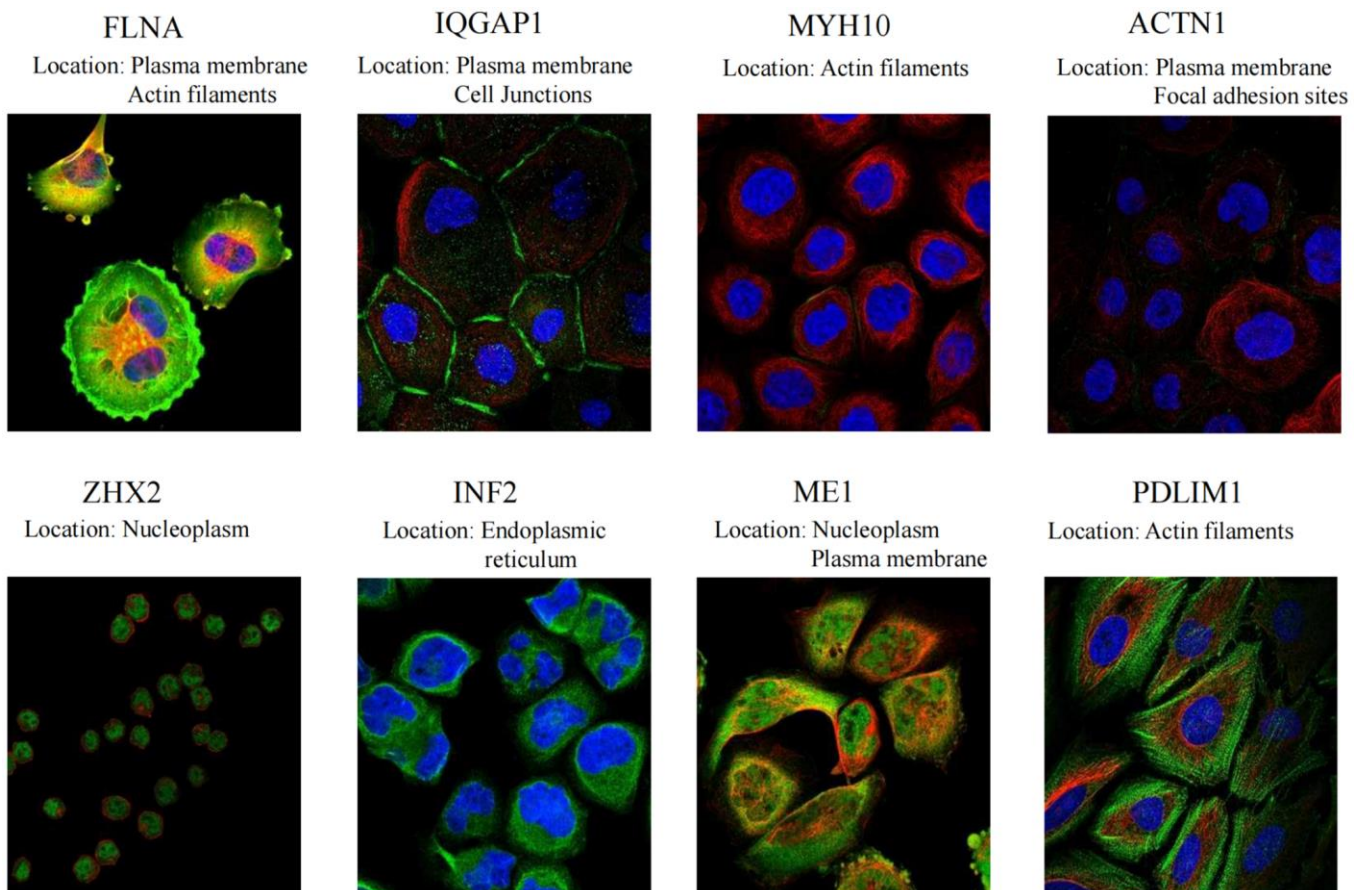 FLNA
Location: Plasma membrane
Actin filaments
IQGAP1
Location: Plasma membrane
Cell Junctions
MYH10
Location: Actin filaments
ACTN1
Location: Plasma membrane
Focal adhesion sites
ZHX2
Location: Nucleoplasm
INF2
Location: Endoplasmic
reticulum
ME1
Location: Nucleoplasm
Plasma membrane
PDLIM1
Location: Actin filaments